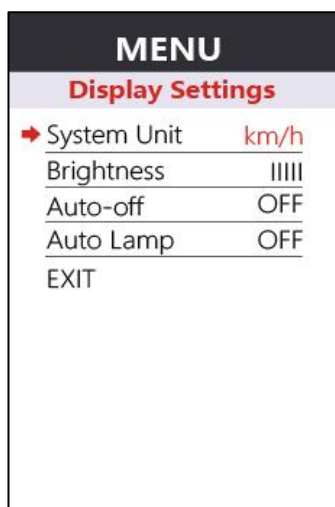 MENU
Display Settings
System Unit km/h
Brightness IIIII
Auto-off OFF
Auto Lamp OFF
EXIT